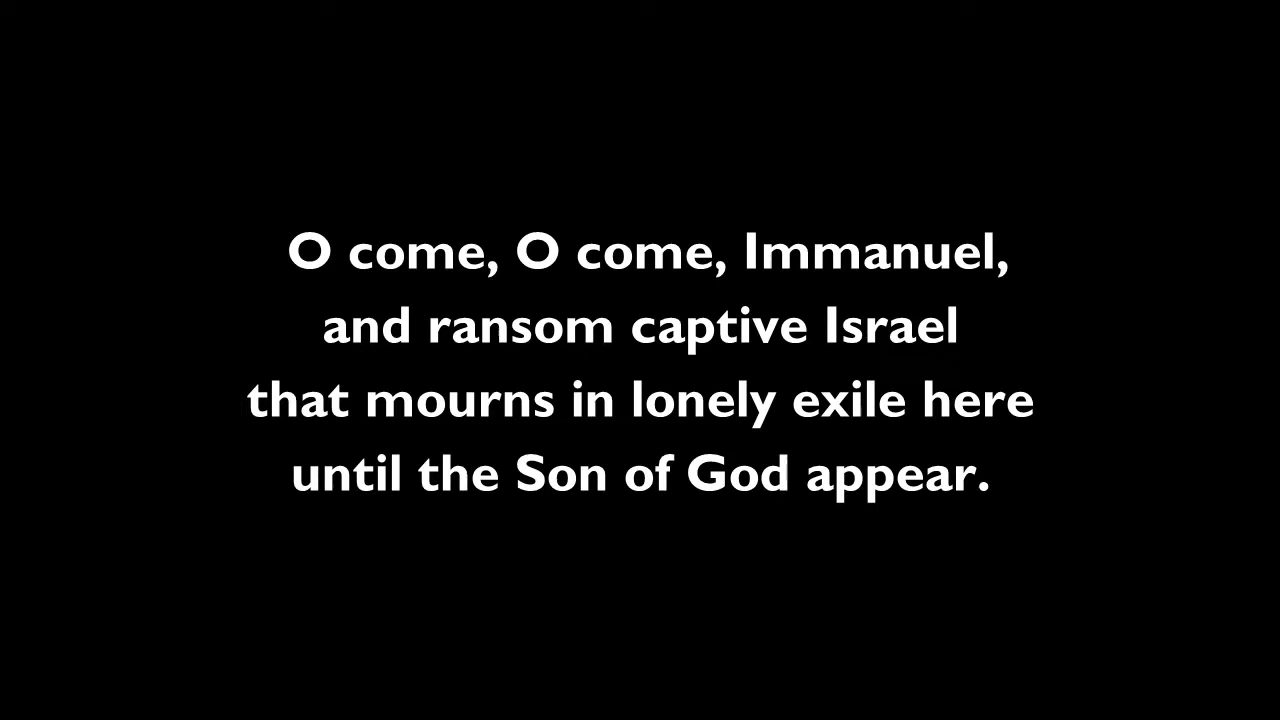 O come, O come, Immanuel,
and ransom captive Israel
that mourns in lonely exile here
until the Son of God appear.